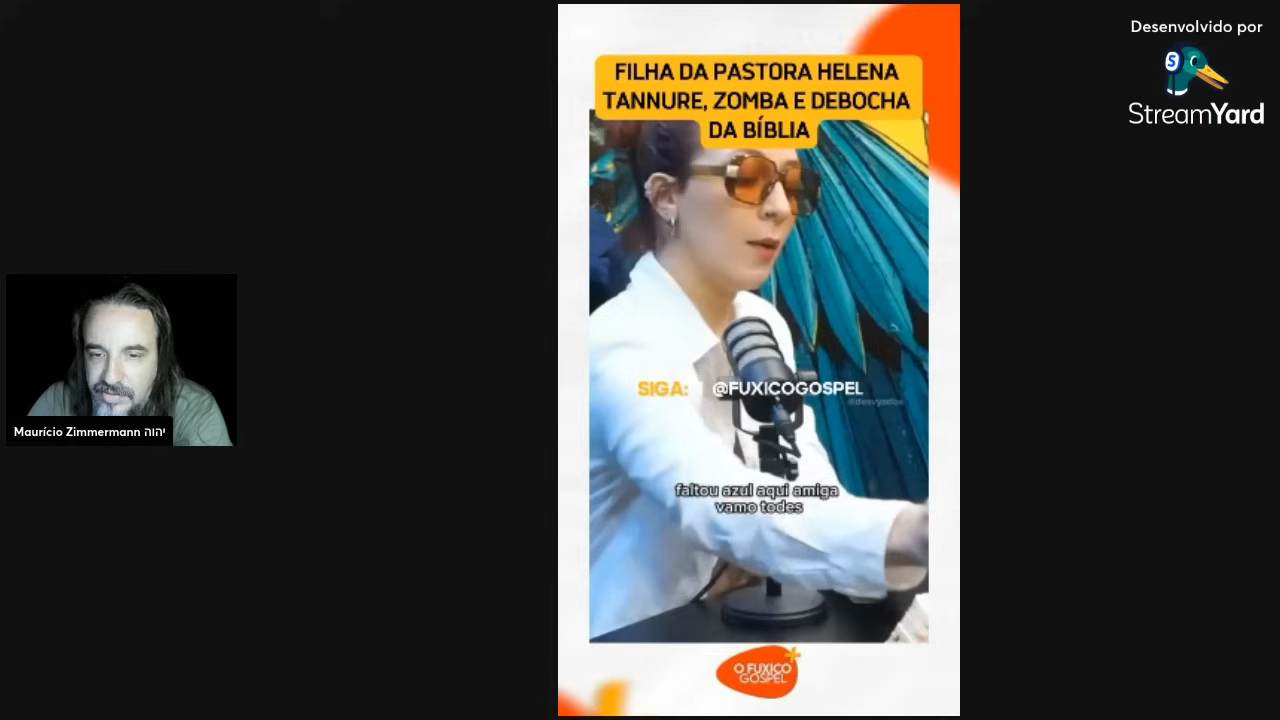 Desenvolvido por
StreamYard
FILHA DA PASTORA HELENA
TANNURE, ZOMBA E DEBOCHA
DA BÍBLIA
SIGA: @FUXICOGOSPEL
faltou azul aqui amiga
vamo todes
Maurício Zimmermann יהוה
O FUXICO
GOSPEL